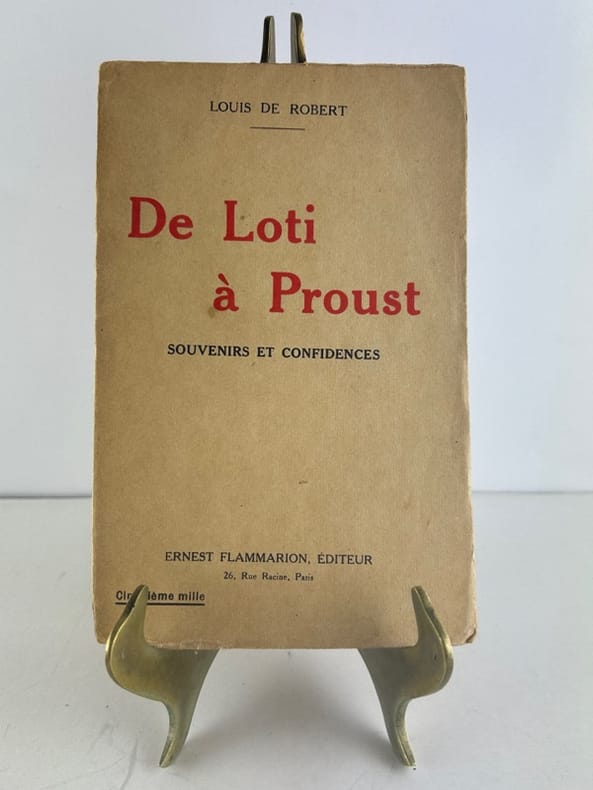 LOUIS DE ROBERT
De Loti
à Proust
SOUVENIRS ET CONFIDENCES
ERNEST FLAMMARION, ÉDITEUR
26, Rue Racine, Paris
mille